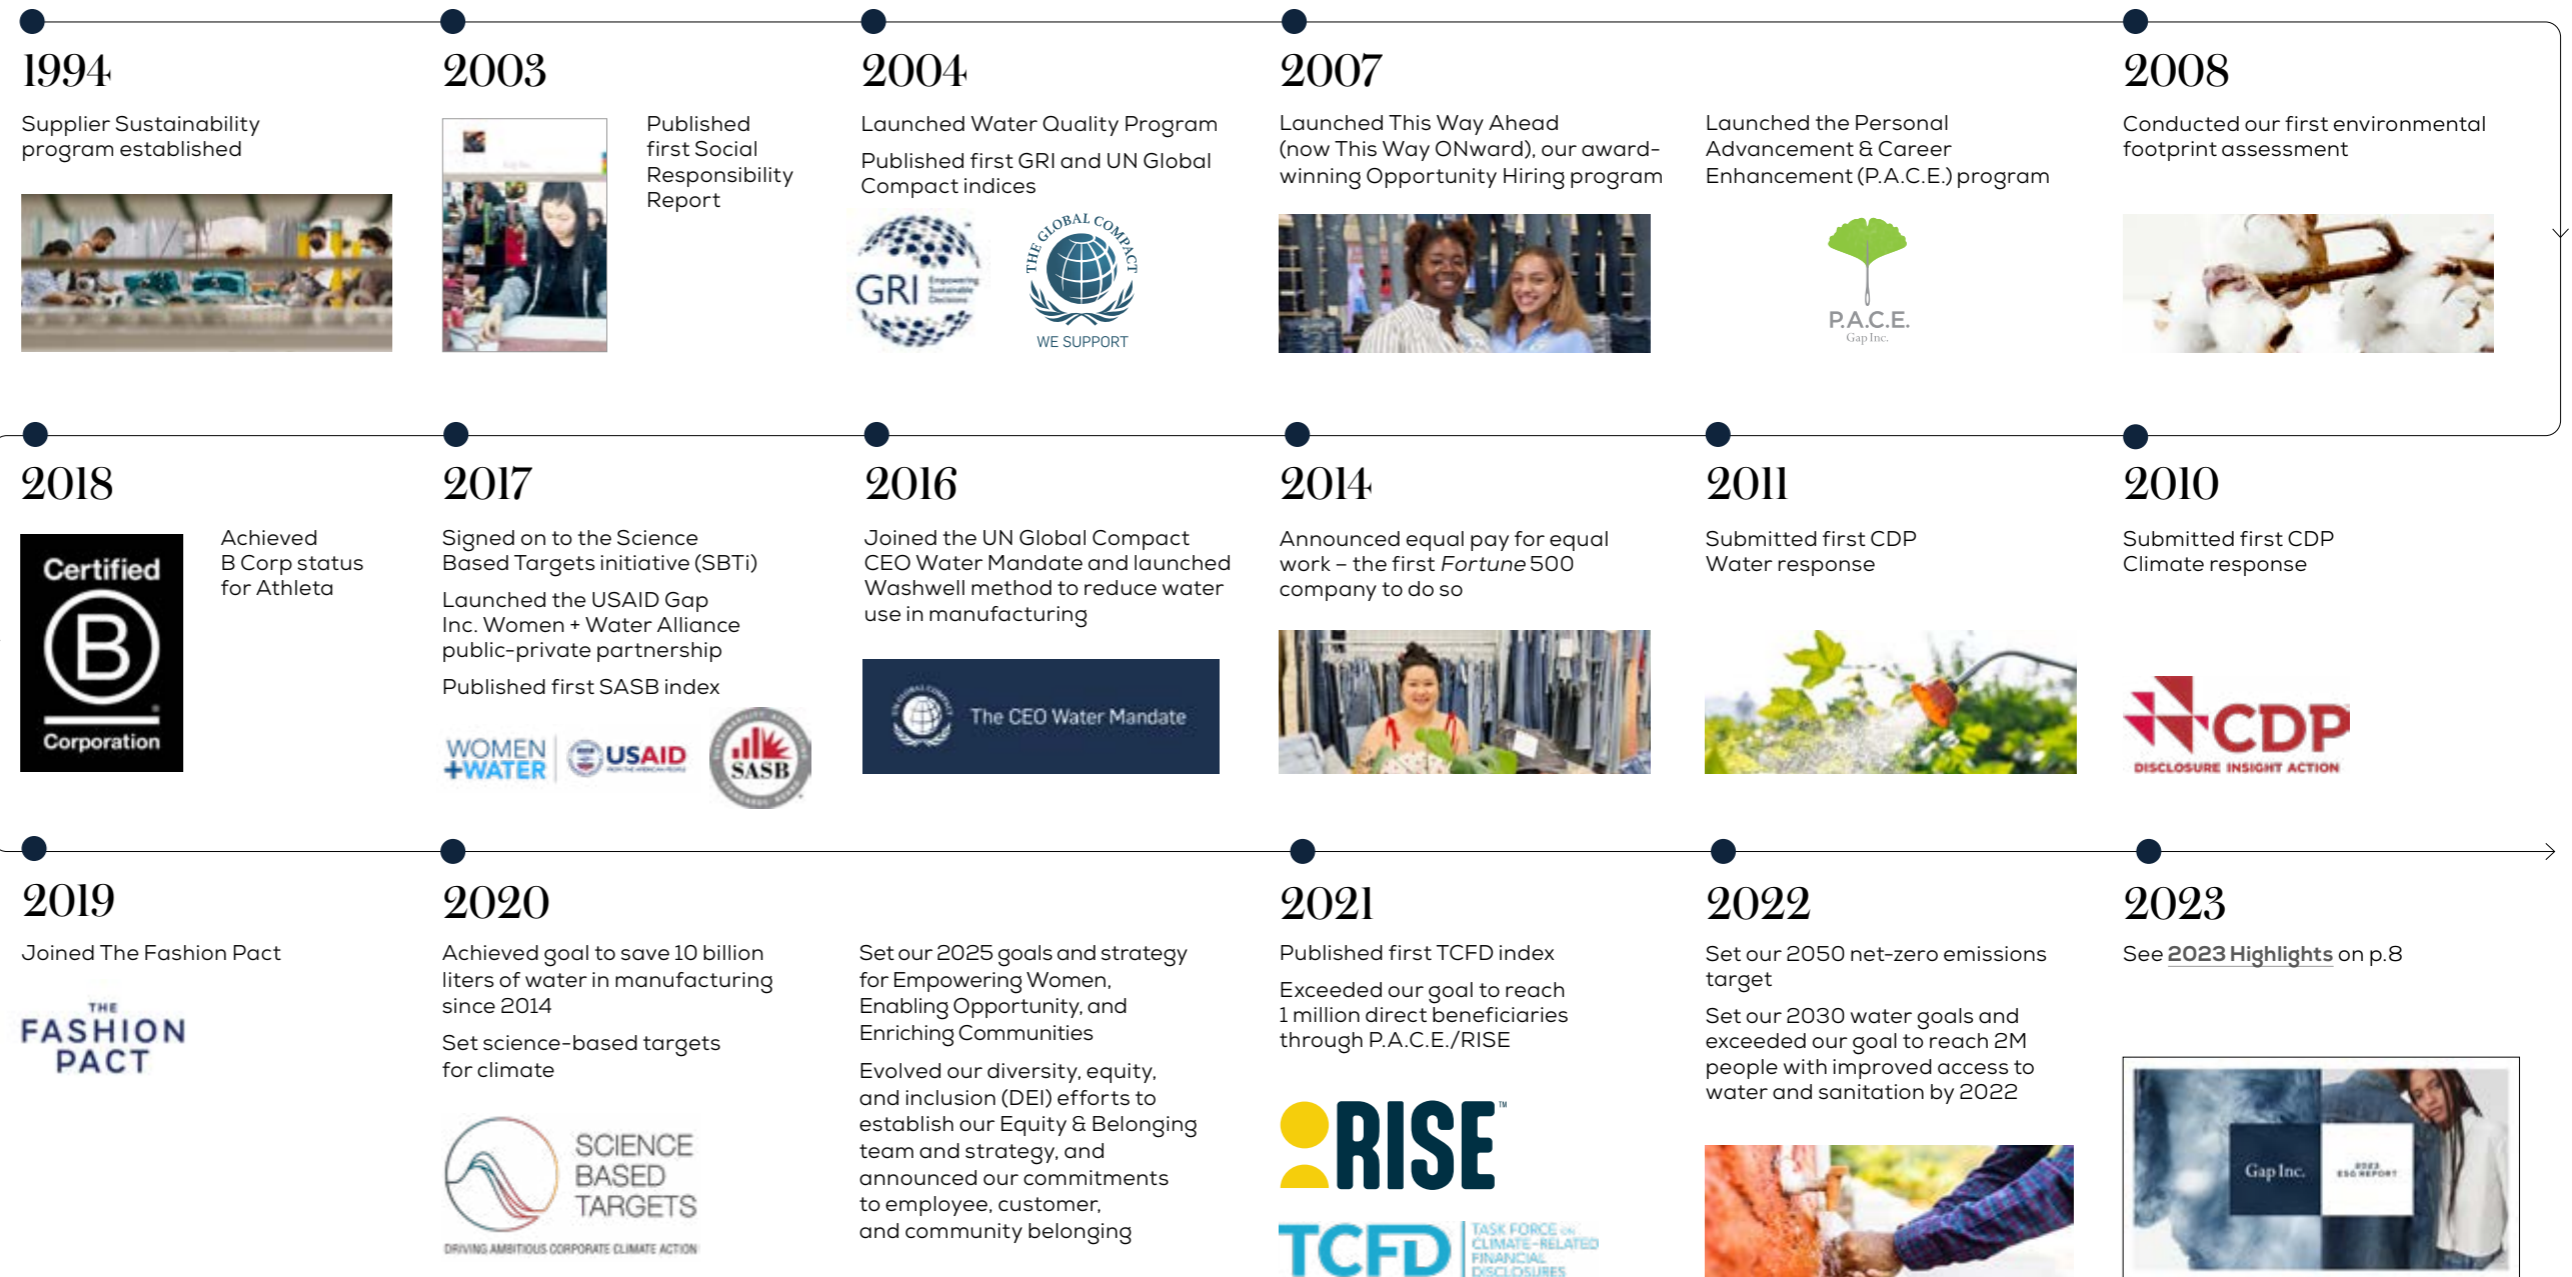 1994
Supplier Sustainability
program established
2003
Published
first Social
Responsibility
Report
2004
Launched Water Quality Program
Published first GRI and UN Global
Compact indices
GRI
Empowering
Sustainable
Decisions
THE GLOBAL COMPACT
WE SUPPORT
2007
Launched This Way Ahead
(now This Way ONward), our award-
winning Opportunity Hiring program
Launched the Personal
Advancement & Career
Enhancement (P.A.C.E.) program
P.A.C.E.
Gap Inc.
2008
Conducted our first environmental
footprint assessment
2010
Submitted first CDP
Climate response
CDP
DISCLOSURE INSIGHT ACTION
2011
Submitted first CDP
Water response
2014
Announced equal pay for equal
work – the first Fortune 500
company to do so
2016
Joined the UN Global Compact
CEO Water Mandate and launched
Washwell method to reduce water
use in manufacturing
UN GLOBAL COMPACT
The CEO Water Mandate
2017
Signed on to the Science
Based Targets initiative (SBTi)
Launched the USAID Gap
Inc. Women + Water Alliance
public-private partnership
Published first SASB index
WOMEN
+WATER
USAID
FROM THE AMERICAN PEOPLE
SASB
2018
Certified
B
®
Corporation
Achieved
B Corp status
for Athleta
2019
Joined The Fashion Pact
THE
FASHION
PACT
2020
Achieved goal to save 10 billion
liters of water in manufacturing
since 2014
Set science-based targets
for climate
SCIENCE
BASED
TARGETS
DRIVING AMBITIOUS CORPORATE CLIMATE ACTION
Set our 2025 goals and strategy
for Empowering Women,
Enabling Opportunity, and
Enriching Communities
Evolved our diversity, equity,
and inclusion (DEI) efforts to
establish our Equity & Belonging
team and strategy, and
announced our commitments
to employee, customer,
and community belonging
2021
Published first TCFD index
Exceeded our goal to reach
1 million direct beneficiaries
through P.A.C.E./RISE
RISE™
TCFD
TASK FORCE ON
CLIMATE-RELATED
FINANCIAL
DISCLOSURES
2022
Set our 2050 net-zero emissions
target
Set our 2030 water goals and
exceeded our goal to reach 2M
people with improved access to
water and sanitation by 2022
2023
See 2023 Highlights on p.8
Gap Inc.
2023
ESG REPORT